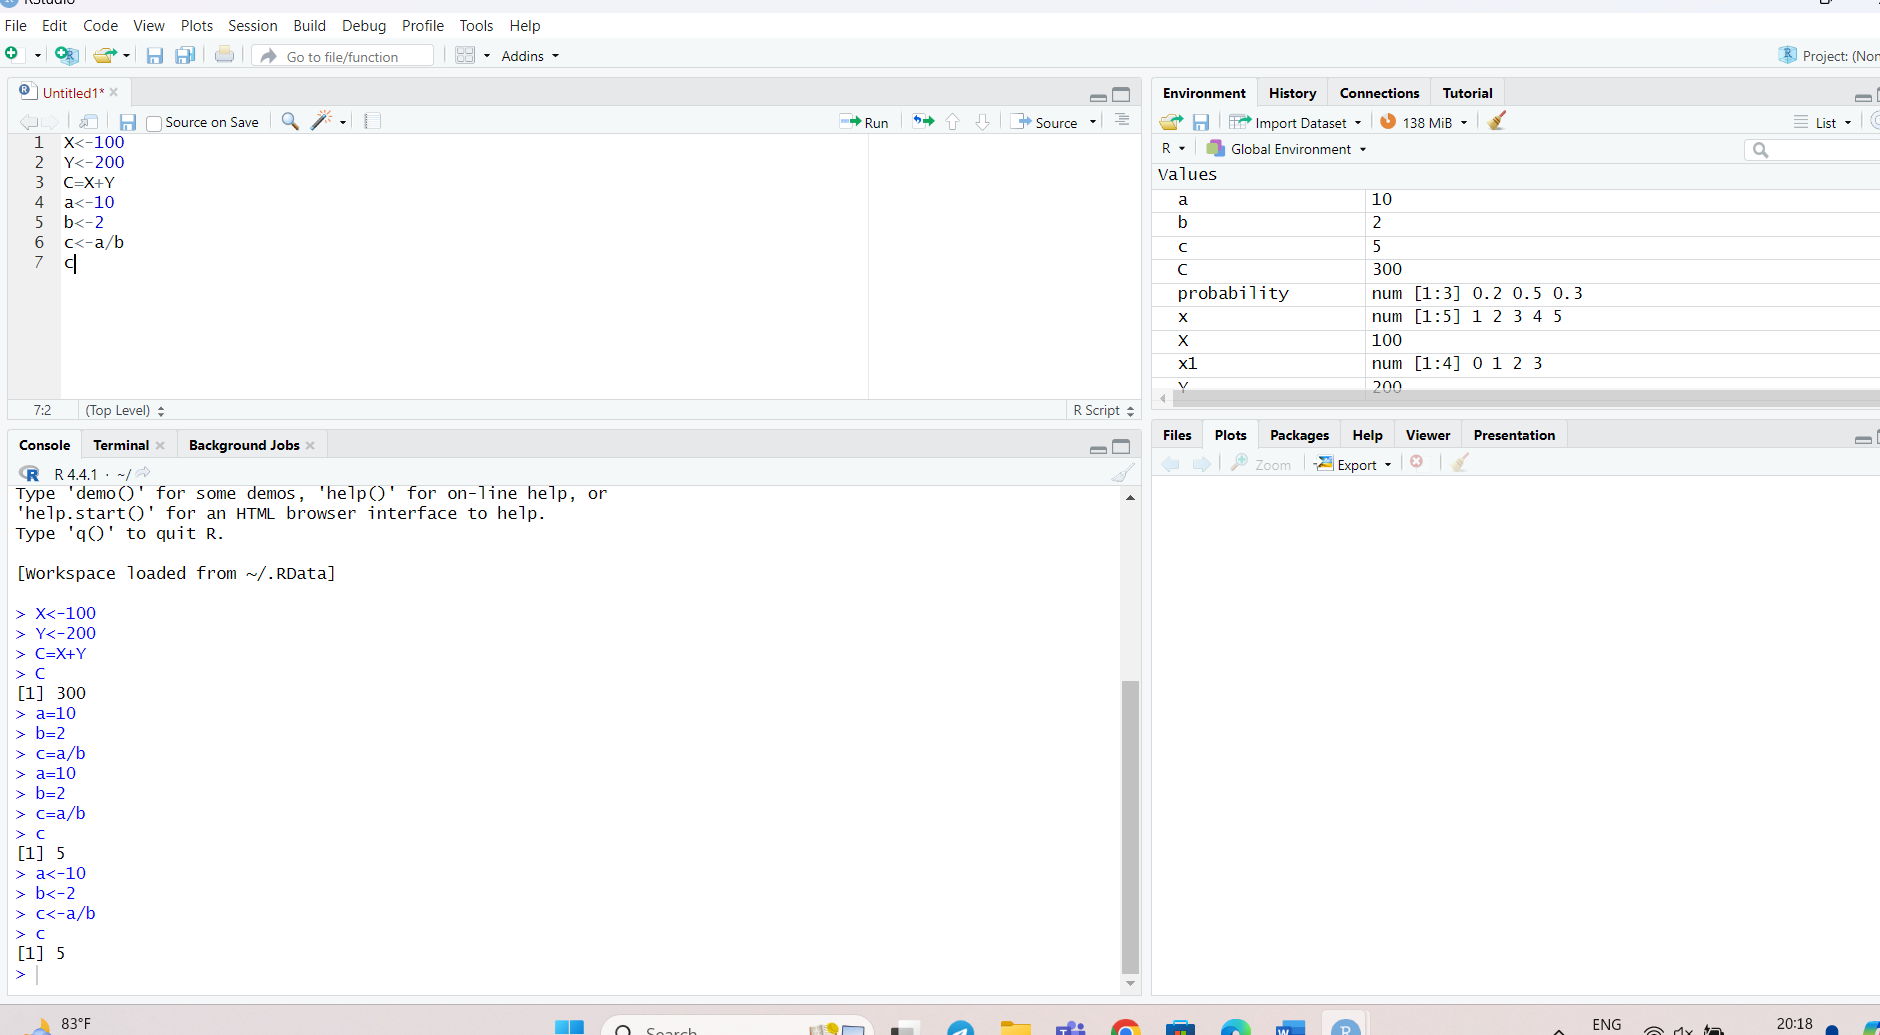 RStudio
File Edit Code View Plots Session Build Debug Profile Tools Help
Go to file/function Addins Project: (Non
Untitled1*
Source on Save Run Source
1 X<-100
2 Y<-200
3 C=X+Y
4 a<-10
5 b<-2
6 c<-a/b
7 c
7:2 (Top Level) R Script
Console Terminal Background Jobs
R 4.4.1 · ~/
Type 'demo()' for some demos, 'help()' for on-line help, or
'help.start()' for an HTML browser interface to help.
Type 'q()' to quit R.
[Workspace loaded from ~/.RData]
> X<-100
> Y<-200
> C=X+Y
> C
[1] 300
> a=10
> b=2
> c=a/b
> a=10
> b=2
> c=a/b
> c
[1] 5
> a<-10
> b<-2
> c<-a/b
> c
[1] 5
>
Environment History Connections Tutorial
Import Dataset 138 MiB List
R Global Environment
Values
a 10
b 2
c 5
C 300
probability num [1:3] 0.2 0.5 0.3
x num [1:5] 1 2 3 4 5
X 100
x1 num [1:4] 0 1 2 3
Y 200
Files Plots Packages Help Viewer Presentation
Zoom Export
83°F Search ENG 20:18